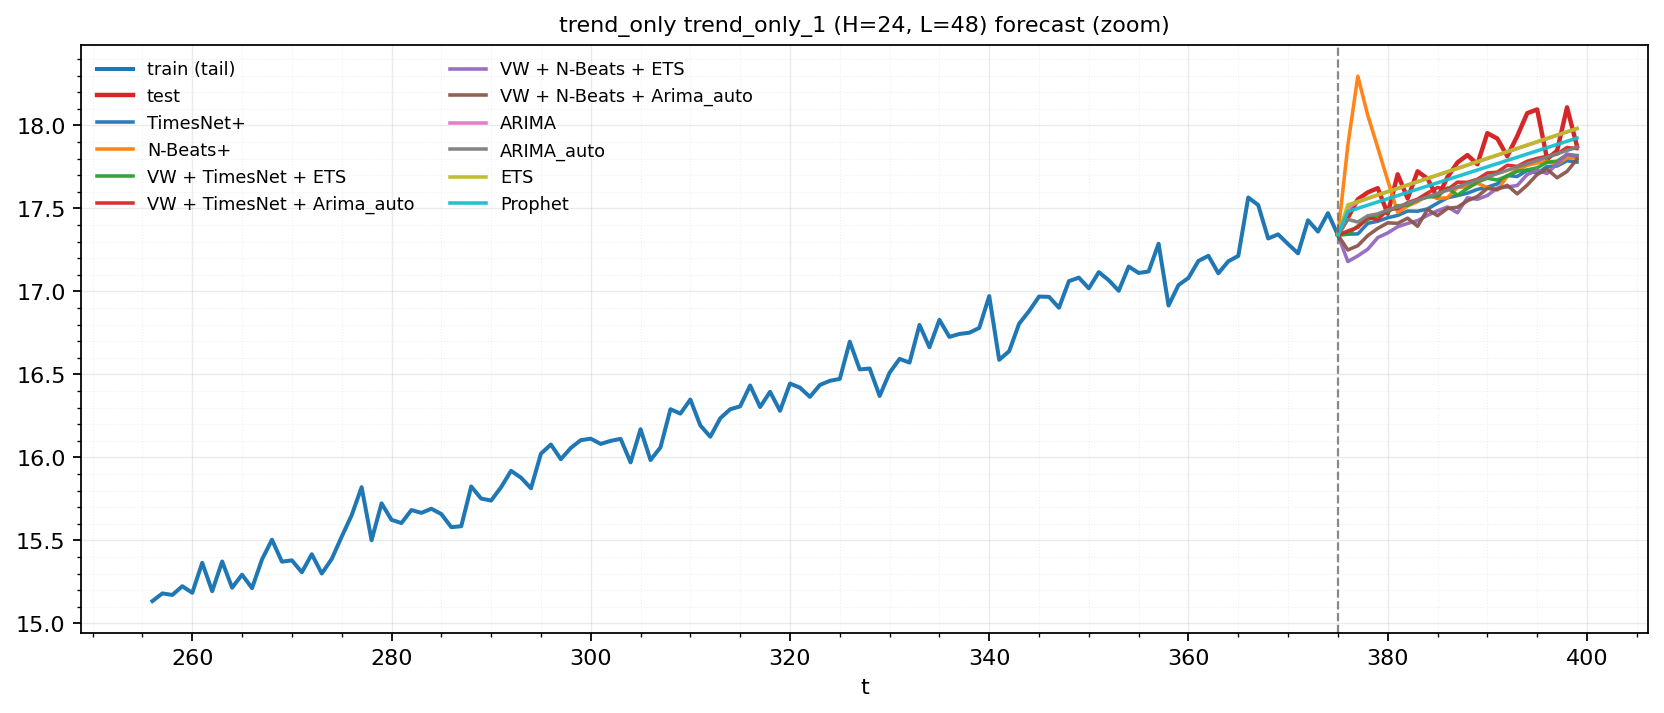 trend_only trend_only_1 (H=24, L=48) forecast (zoom)
train (tail)
test
TimesNet+
N-Beats+
VW + TimesNet + ETS
VW + TimesNet + Arima_auto
VW + N-Beats + ETS
VW + N-Beats + Arima_auto
ARIMA
ARIMA_auto
ETS
Prophet
18.0
17.5
17.0
16.5
16.0
15.5
15.0
260 280 300 320 340 360 380 400
t